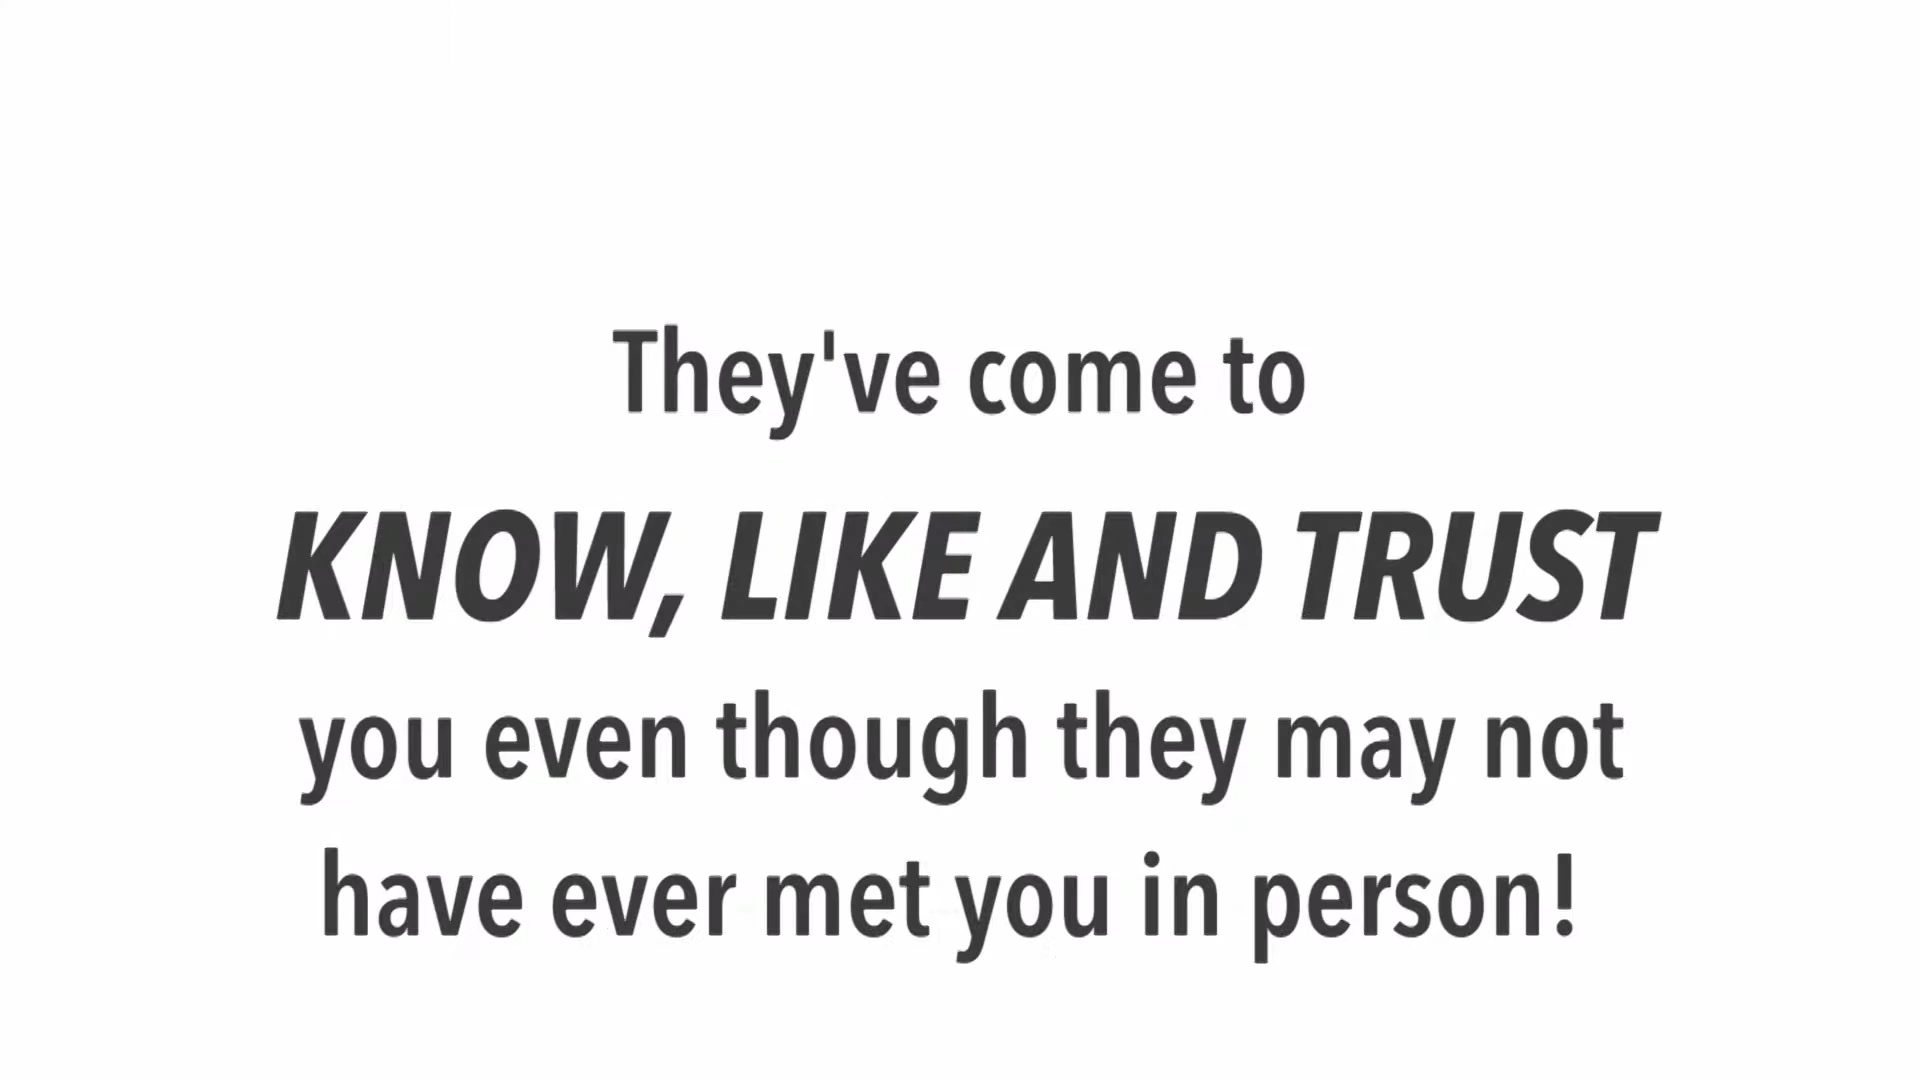 They've come to
KNOW, LIKE AND TRUST
you even though they may not
have ever met you in person!